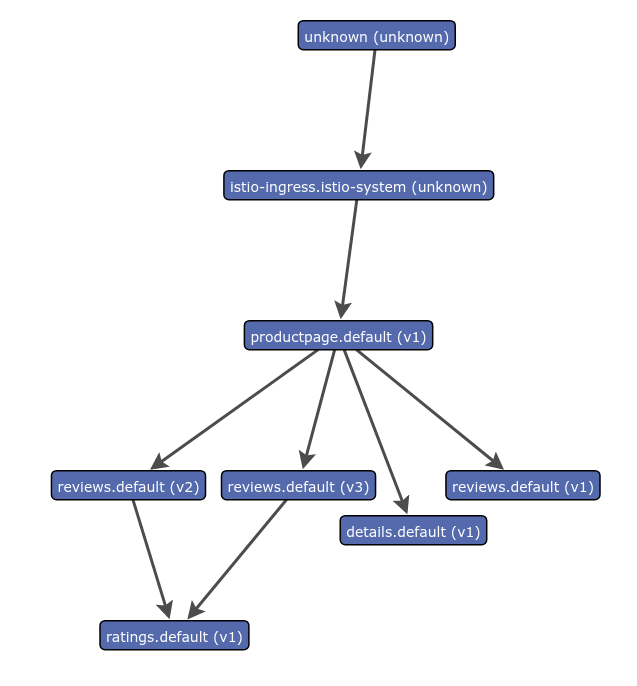 unknown (unknown)
istio-ingress.istio-system (unknown)
productpage.default (v1)
reviews.default (v2)
reviews.default (v3)
reviews.default (v1)
details.default (v1)
ratings.default (v1)